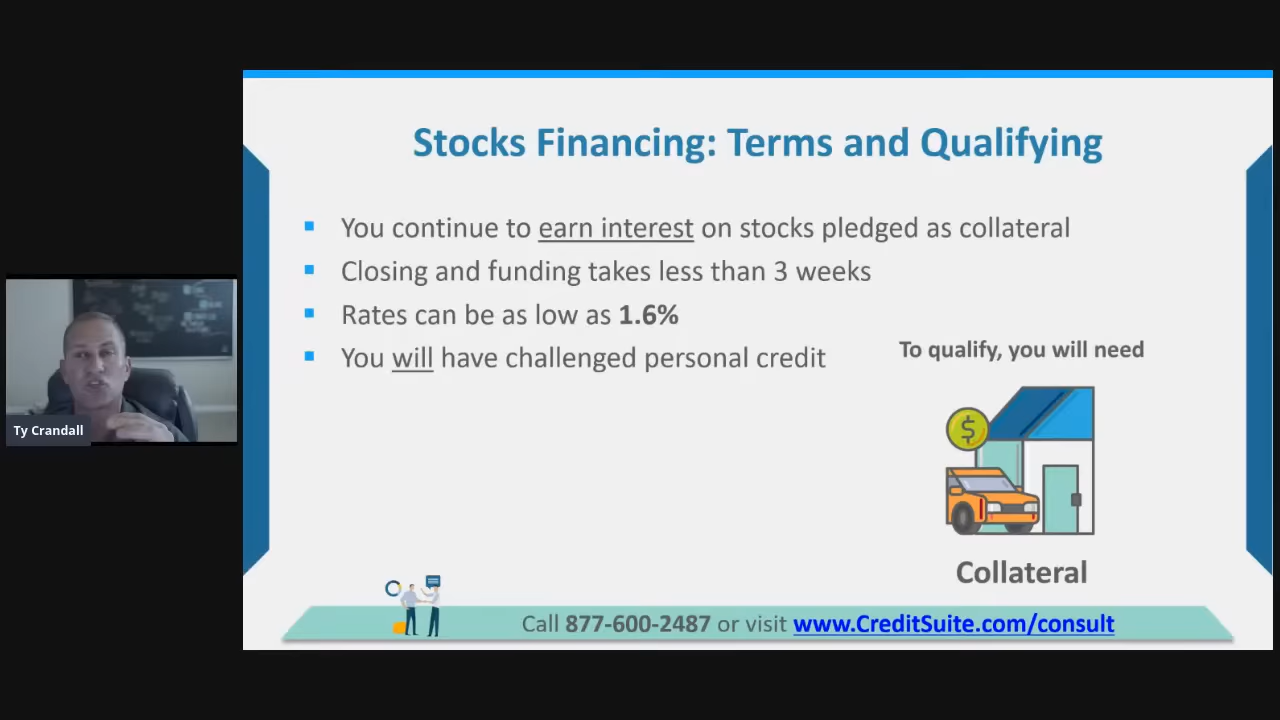 Stocks Financing: Terms and Qualifying
You continue to earn interest on stocks pledged as collateral
Closing and funding takes less than 3 weeks
Rates can be as low as 1.6%
You will have challenged personal credit
To qualify, you will need
$
Collateral
Ty Crandall
Call 877-600-2487 or visit www.CreditSuite.com/consult